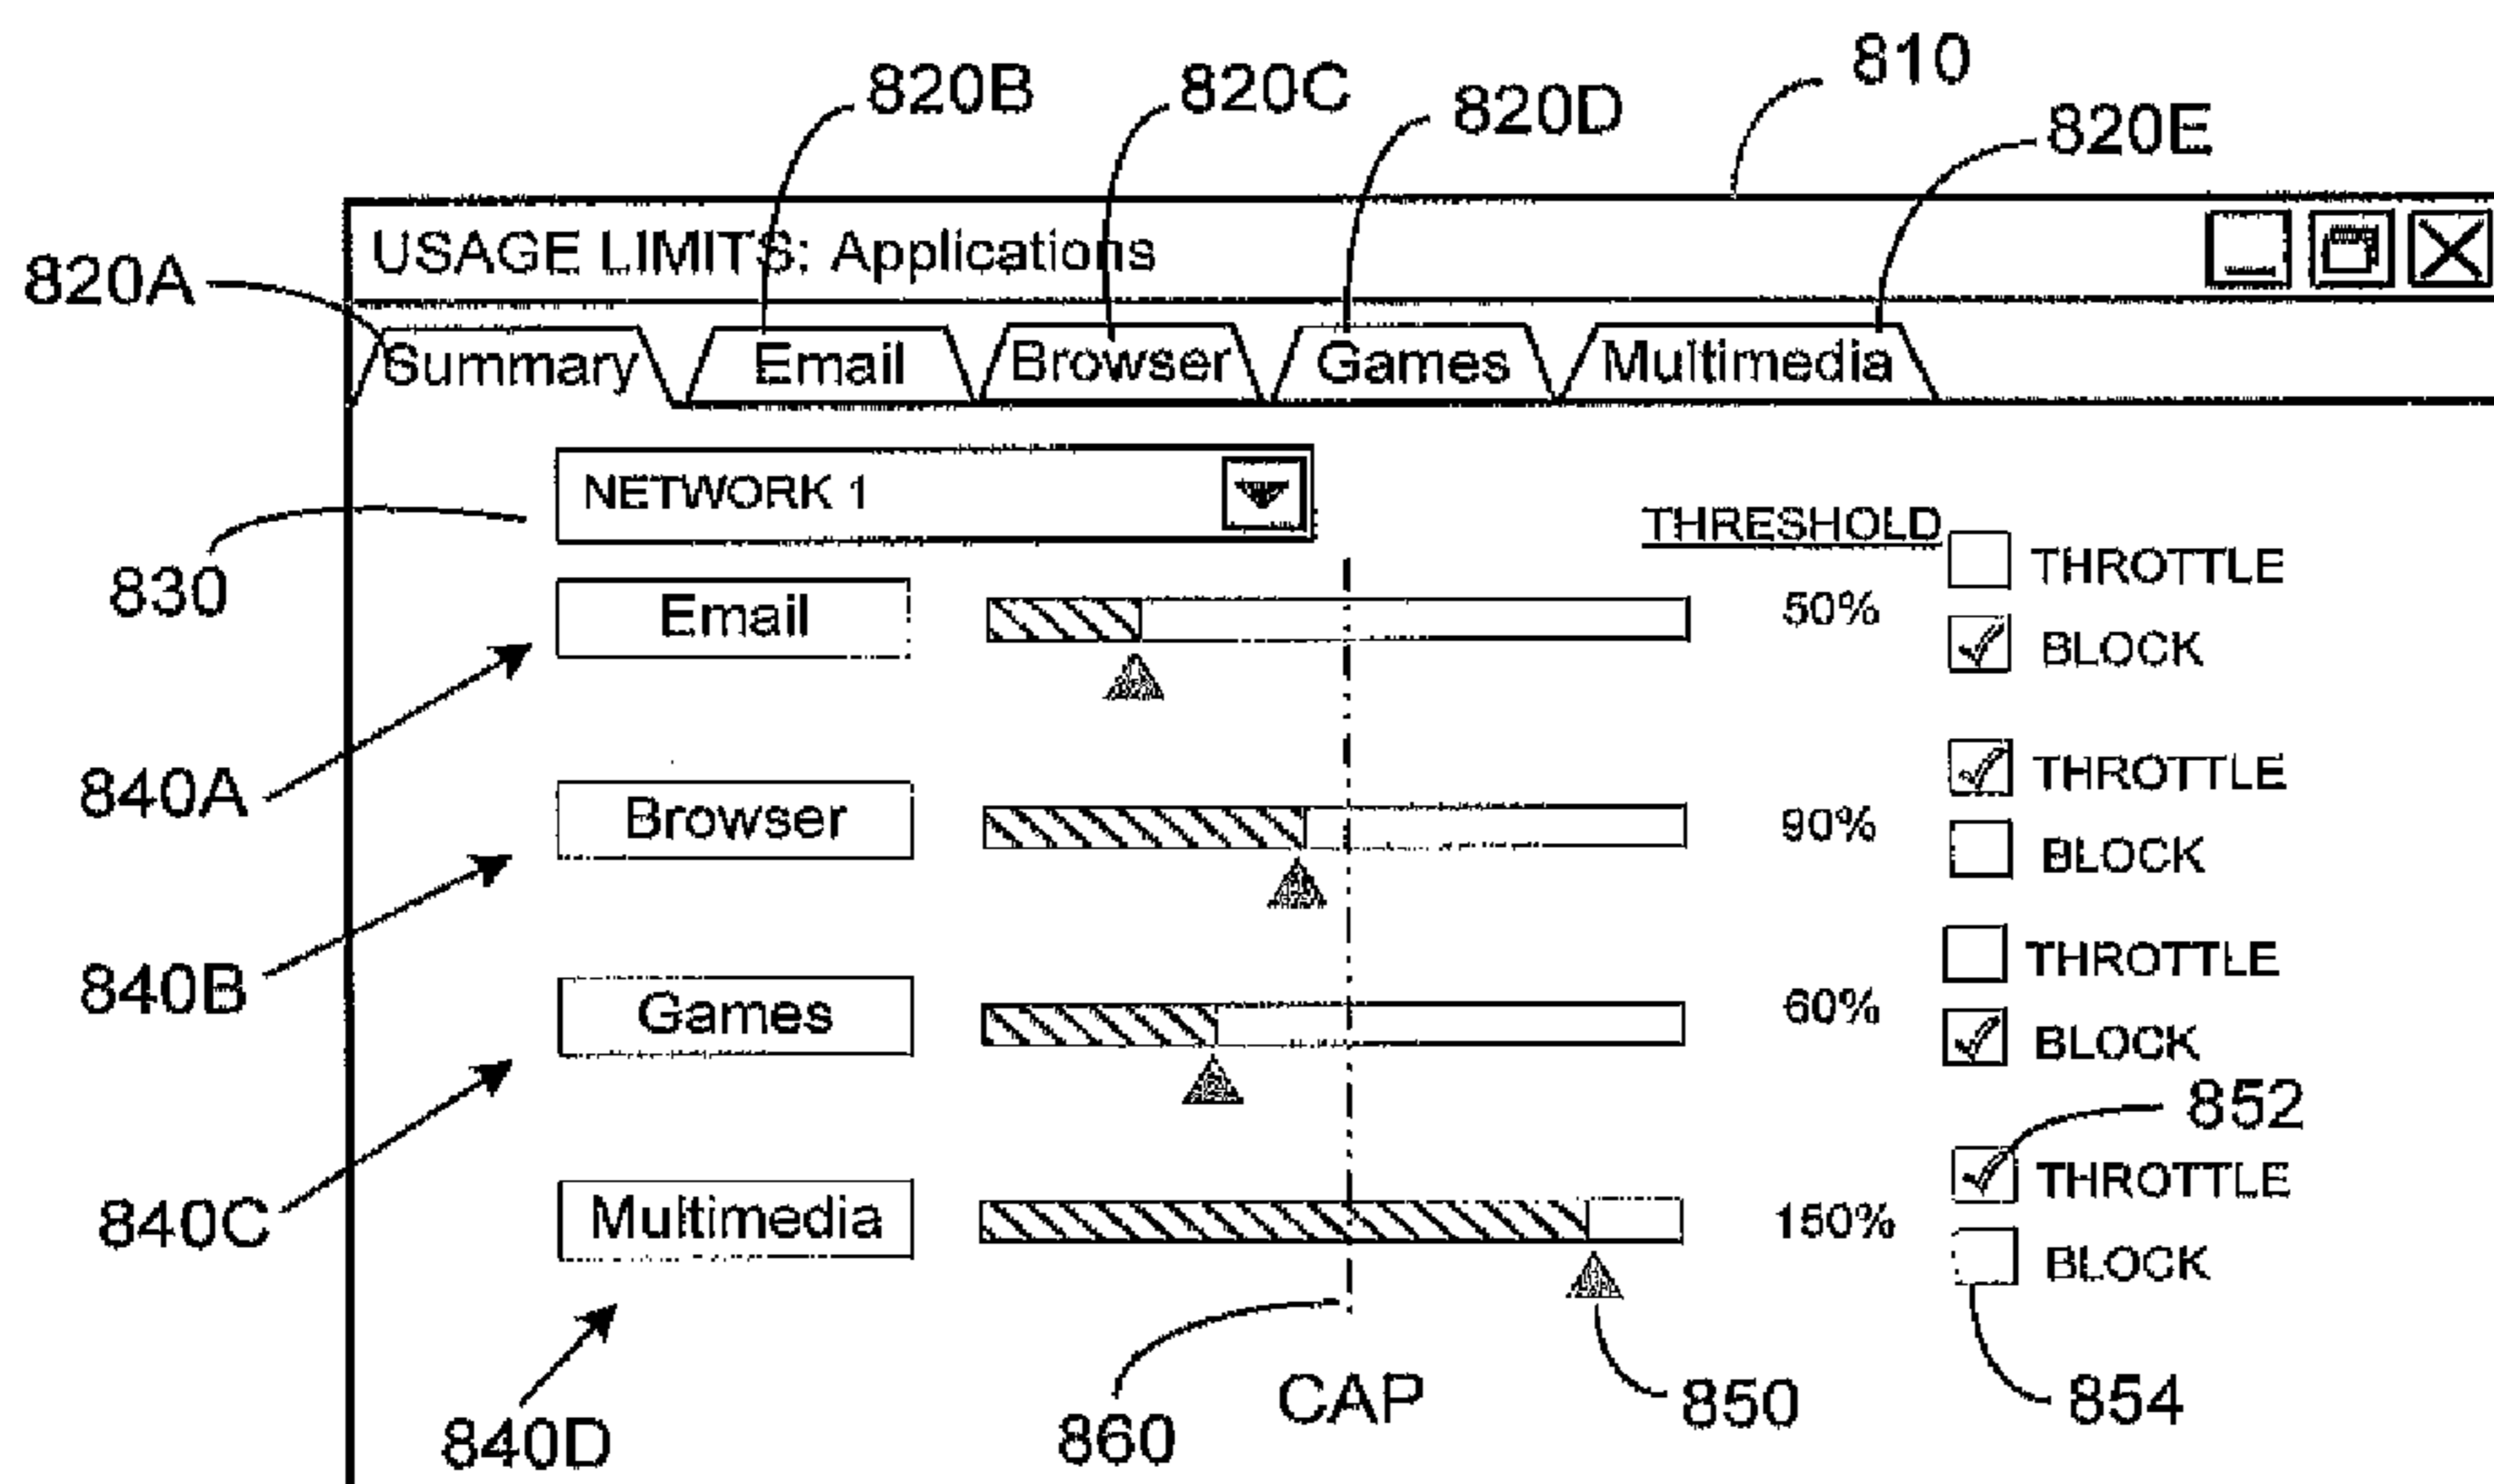 810
820B 820C 820D 820E
USAGE LIMITS: Applications
820A
Summary Email Browser Games Multimedia
NETWORK 1
THRESHOLD
830
Email 50% THROTTLE
BLOCK
840A
Browser 90% THROTTLE
BLOCK
840B
Games 60% THROTTLE
BLOCK
852
840C
Multimedia 150% THROTTLE
BLOCK
840D 860 CAP 850 854